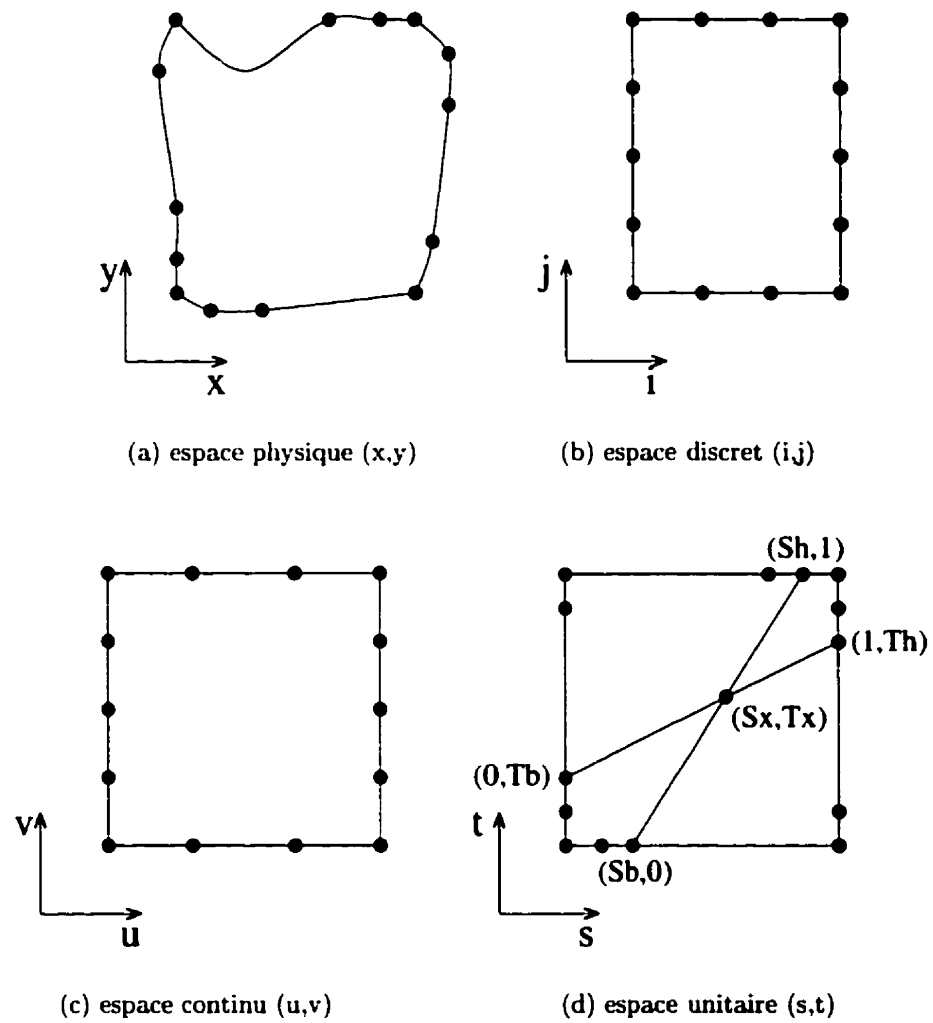 y
x
j
i
(a) espace physique (x,y)
(b) espace discret (i,j)
(Sh,1)
(1,Th)
(Sx,Tx)
(0,Tb)
v
t
(Sb,0)
u
s
(c) espace continu (u,v)
(d) espace unitaire (s,t)